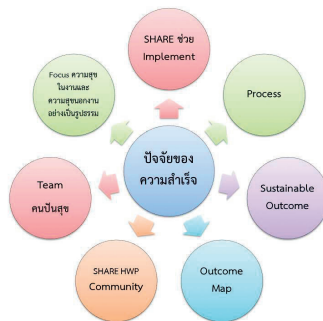 SHARE ช่วย
Implement
Focus ความสุข
ในงานและ
ความสุขนอกงาน
อย่างเป็นรูปธรรม
Process
ปัจจัยของ
ความสำเร็จ
Team
คนปันสุข
Sustainable
Outcome
SHARE HWP
Community
Outcome
Map